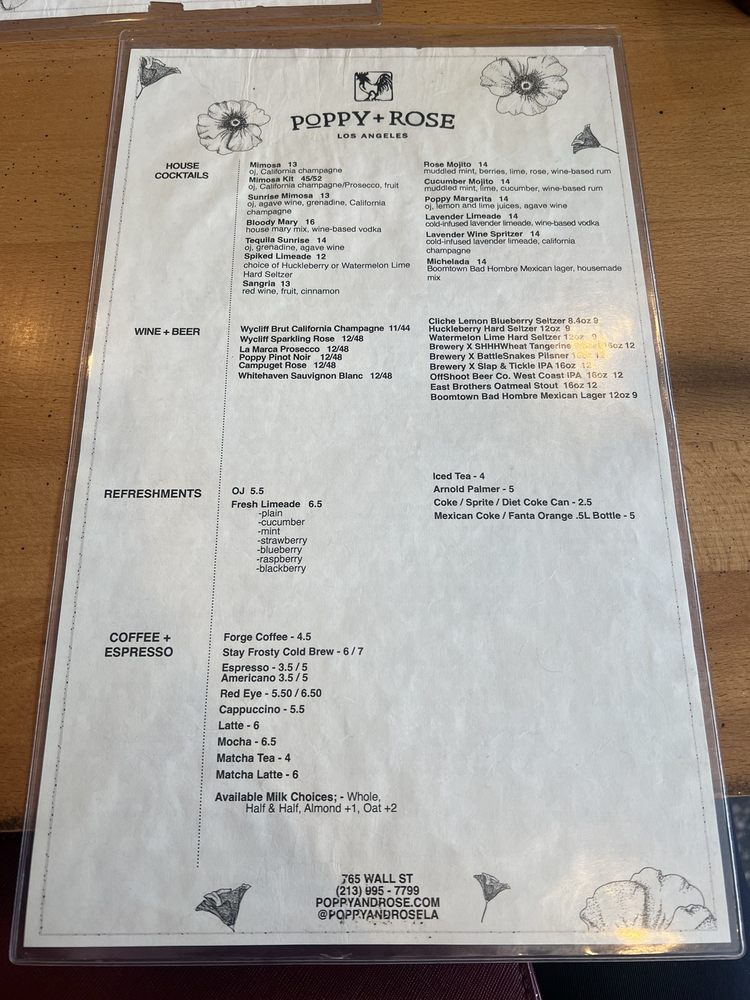 POPPY + ROSE
LOS ANGELES
HOUSE
COCKTAILS
Mimosa 13
oj, California champagne
Mimosa Kit 45/52
oj, California champagne/Prosecco, fruit
Sunrise Mimosa 13
oj, agave wine, grenadine, California
champagne
Bloody Mary 16
house mary mix, wine-based vodka
Tequila Sunrise 14
oj, grenadine, agave wine
Spiked Limeade 12
choice of Huckleberry or Watermelon Lime
Hard Seltzer
Sangria 13
red wine, fruit, cinnamon
Rose Mojito 14
muddled mint, berries, lime, rose, wine-based rum
Cucumber Mojito 14
muddled mint, lime, cucumber, wine-based rum
Poppy Margarita 14
oj, lemon and lime juices, agave wine
Lavender Limeade 14
cold-infused lavender limeade, wine-based vodka
Lavender Wine Spritzer 14
cold-infused lavender limeade, california
champagne
Michelada 14
Boomtown Bad Hombre Mexican lager, housemade
mix
WINE + BEER
Wycliff Brut California Champagne 11/44
Wycliff Sparkling Rose 12/48
La Marca Prosecco 12/48
Poppy Pinot Noir 12/48
Campuget Rose 12/48
Whitehaven Sauvignon Blanc 12/48
Cliche Lemon Blueberry Seltzer 8.4oz 9
Huckleberry Hard Seltzer 12oz 9
Watermelon Lime Hard Seltzer 12oz 9
Brewery X SHHHWheat Tangerine 16oz 12
Brewery X BattleSnakes Pilsner 16oz 12
Brewery X Slap & Tickle IPA 16oz 12
OffShoot Beer Co. West Coast IPA 16oz 12
East Brothers Oatmeal Stout 16oz 12
Boomtown Bad Hombre Mexican Lager 12oz 9
REFRESHMENTS
OJ 5.5
Fresh Limeade 6.5
-plain
-cucumber
-mint
-strawberry
-blueberry
-raspberry
-blackberry
Iced Tea - 4
Arnold Palmer - 5
Coke / Sprite / Diet Coke Can - 2.5
Mexican Coke / Fanta Orange .5L Bottle - 5
COFFEE +
ESPRESSO
Forge Coffee - 4.5
Stay Frosty Cold Brew - 6 / 7
Espresso - 3.5 / 5
Americano 3.5 / 5
Red Eye - 5.50 / 6.50
Cappuccino - 5.5
Latte - 6
Mocha - 6.5
Matcha Tea - 4
Matcha Latte - 6
Available Milk Choices; - Whole,
Half & Half, Almond +1, Oat +2
765 WALL ST
(213) 995 - 7799
POPPYANDROSE.COM
@POPPYANDROSELA